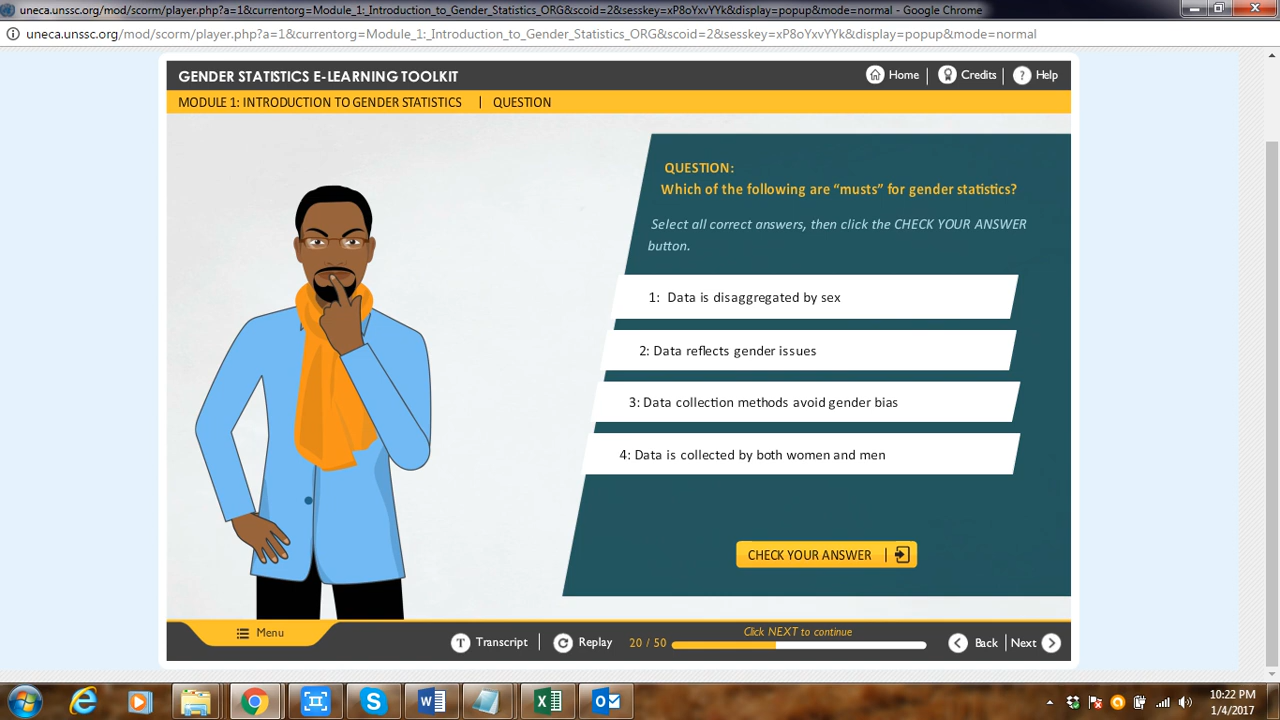 uneca.unssc.org/mod/scorm/player.php?a=1&currentorg=Module_1:_Introduction_to_Gender_Statistics_ORG&scoid=2&sesskey=xP8oYxvYYk&display=popup&mode=normal - Google Chrome
uneca.unssc.org/mod/scorm/player.php?a=1&currentorg=Module_1:_Introduction_to_Gender_Statistics_ORG&scoid=2&sesskey=xP8oYxvYYk&display=popup&mode=normal
GENDER STATISTICS E-LEARNING TOOLKIT
Home
Credits
? Help
MODULE 1: INTRODUCTION TO GENDER STATISTICS | QUESTION
QUESTION:
Which of the following are “musts” for gender statistics?
Select all correct answers, then click the CHECK YOUR ANSWER
button.
1: Data is disaggregated by sex
2: Data reflects gender issues
3: Data collection methods avoid gender bias
4: Data is collected by both women and men
CHECK YOUR ANSWER
Menu
T Transcript
Replay
20 / 50
Click NEXT to continue
Back
Next
10:22 PM
1/4/2017